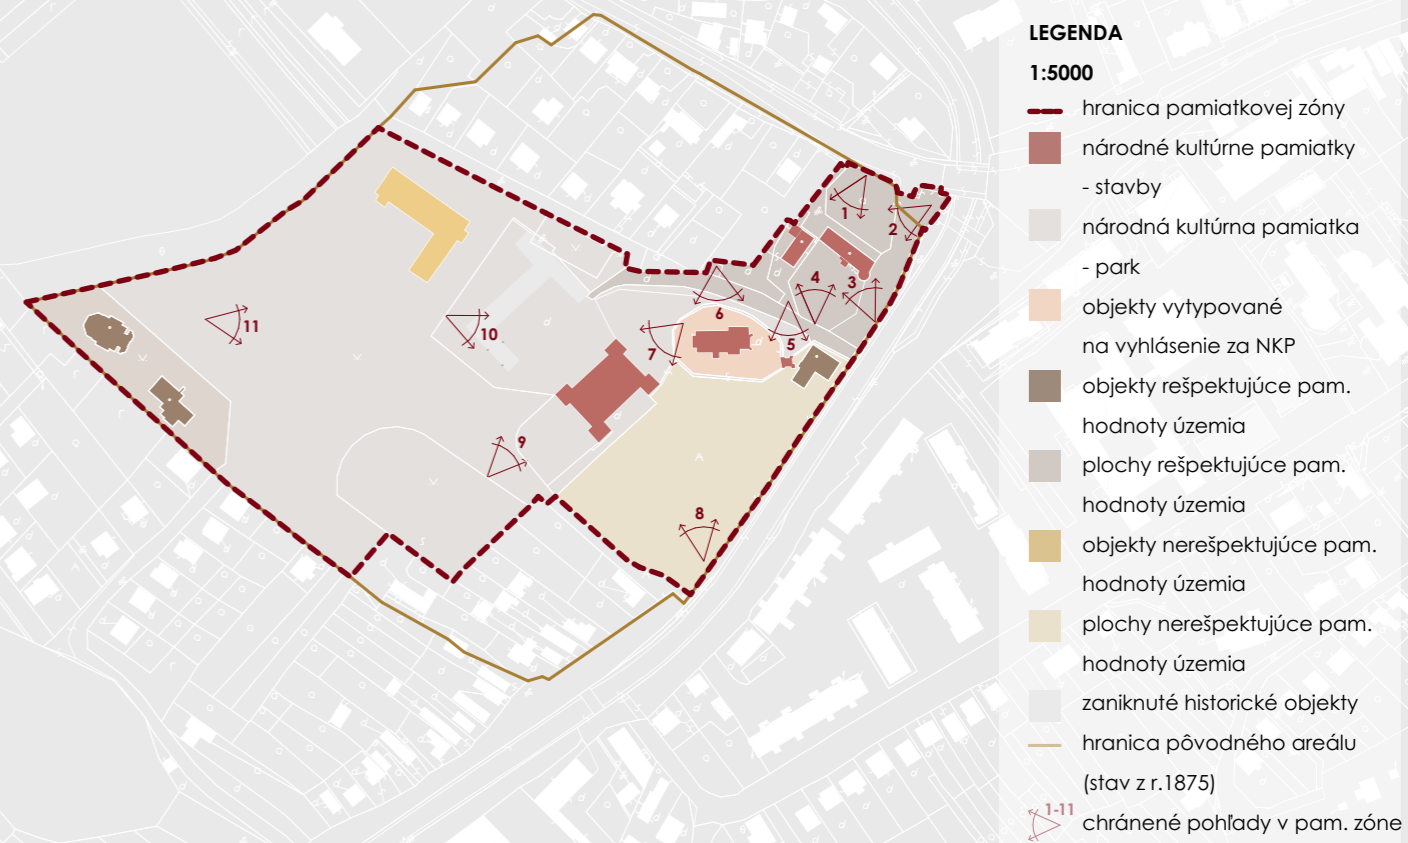 LEGENDA
1:5000
hranica pamiatkovej zóny
národné kultúrne pamiatky
- stavby
národná kultúrna pamiatka
- park
objekty vytypované
na vyhlásenie za NKP
objekty rešpektujúce pam.
hodnoty územia
plochy rešpektujúce pam.
hodnoty územia
objekty nerešpektujúce pam.
hodnoty územia
plochy nerešpektujúce pam.
hodnoty územia
zaniknuté historické objekty
hranica pôvodného areálu
(stav z r.1875)
1-11 chránené pohľady v pam. zóne
1
2
4
3
6
5
7
11
10
9
8